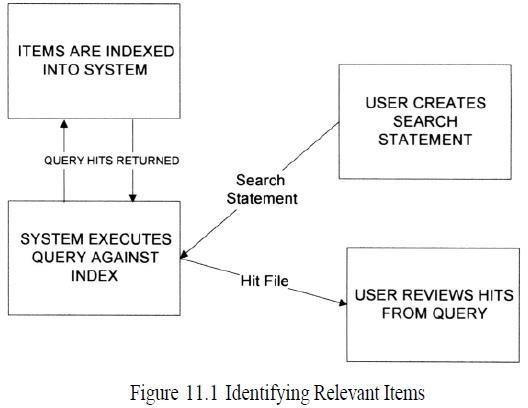 ITEMS ARE INDEXED
INTO SYSTEM
USER CREATES
SEARCH
STATEMENT
QUERY HITS RETURNED
Search
Statement
SYSTEM EXECUTES
QUERY AGAINST
INDEX
Hit File
USER REVIEWS HITS
FROM QUERY
Figure 11.1 Identifying Relevant Items